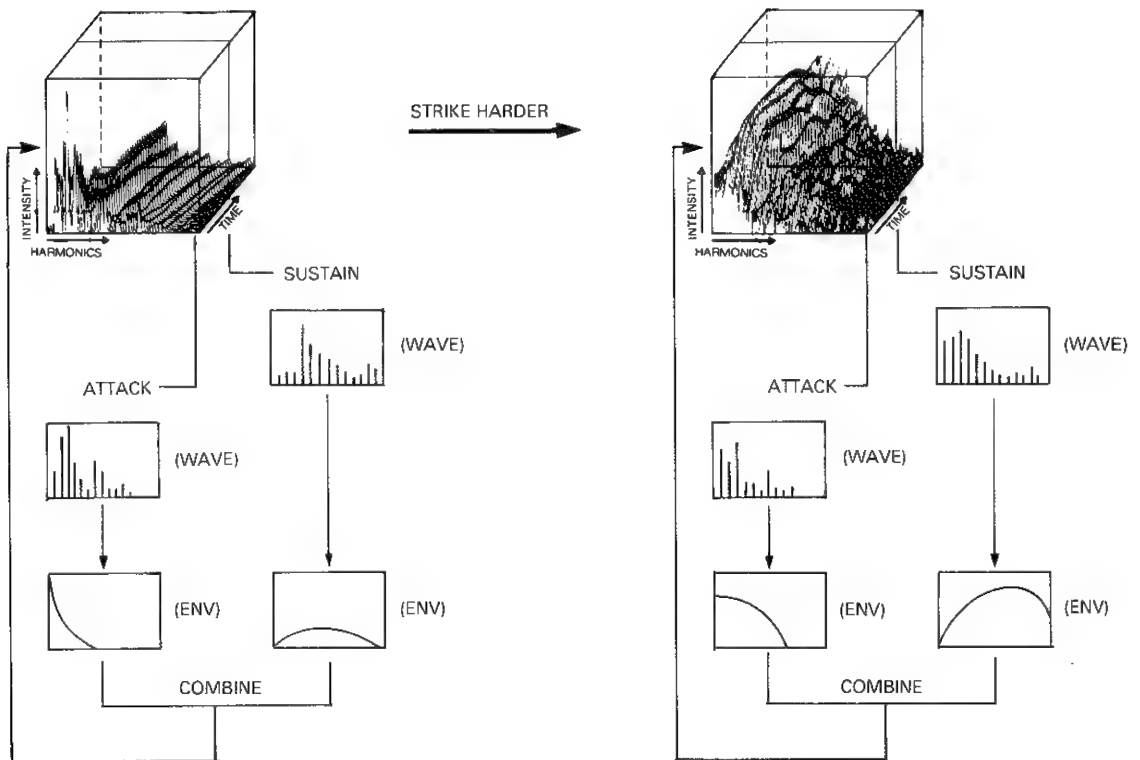 STRIKE HARDER
INTENSITY
TIME
HARMONICS
SUSTAIN
(WAVE)
ATTACK
(WAVE)
(ENV)
(ENV)
COMBINE
INTENSITY
TIME
HARMONICS
SUSTAIN
(WAVE)
ATTACK
(WAVE)
(ENV)
(ENV)
COMBINE